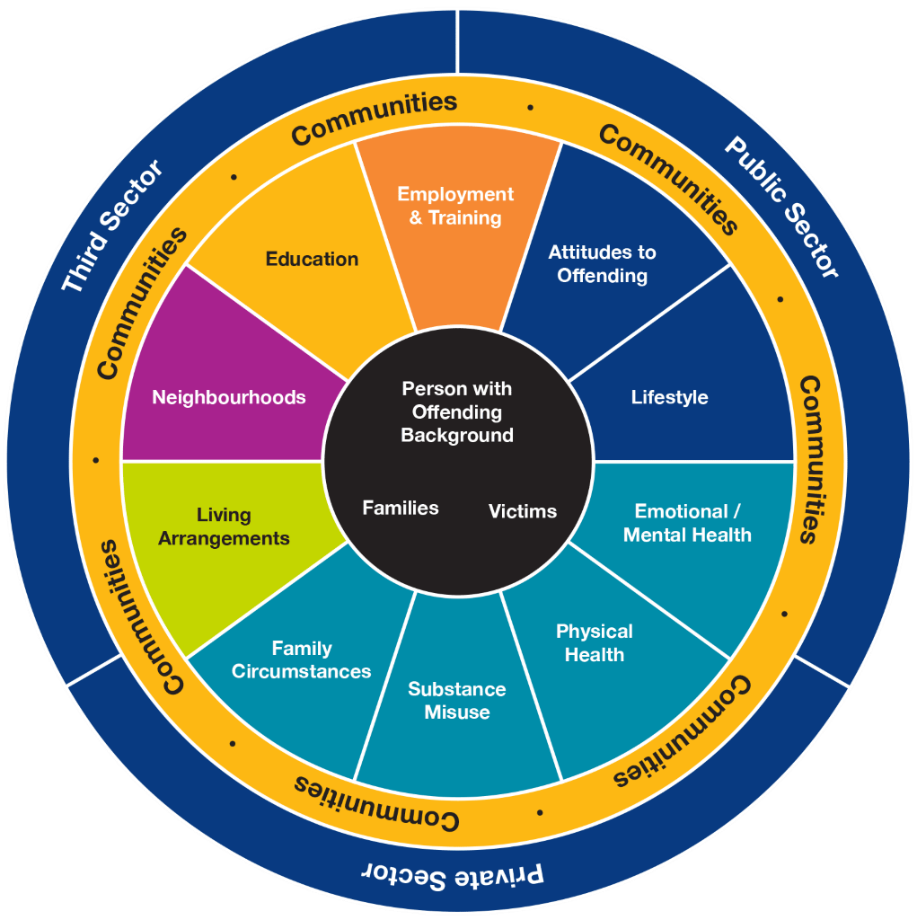 Third Sector
Public Sector
Private Sector
Communities
Communities
Communities
Communities
Communities
Communities
Communities
Employment
& Training
Attitudes to
Offending
Lifestyle
Emotional /
Mental Health
Physical
Health
Substance
Misuse
Family
Circumstances
Living
Arrangements
Neighbourhoods
Education
Person with
Offending
Background
Families
Victims